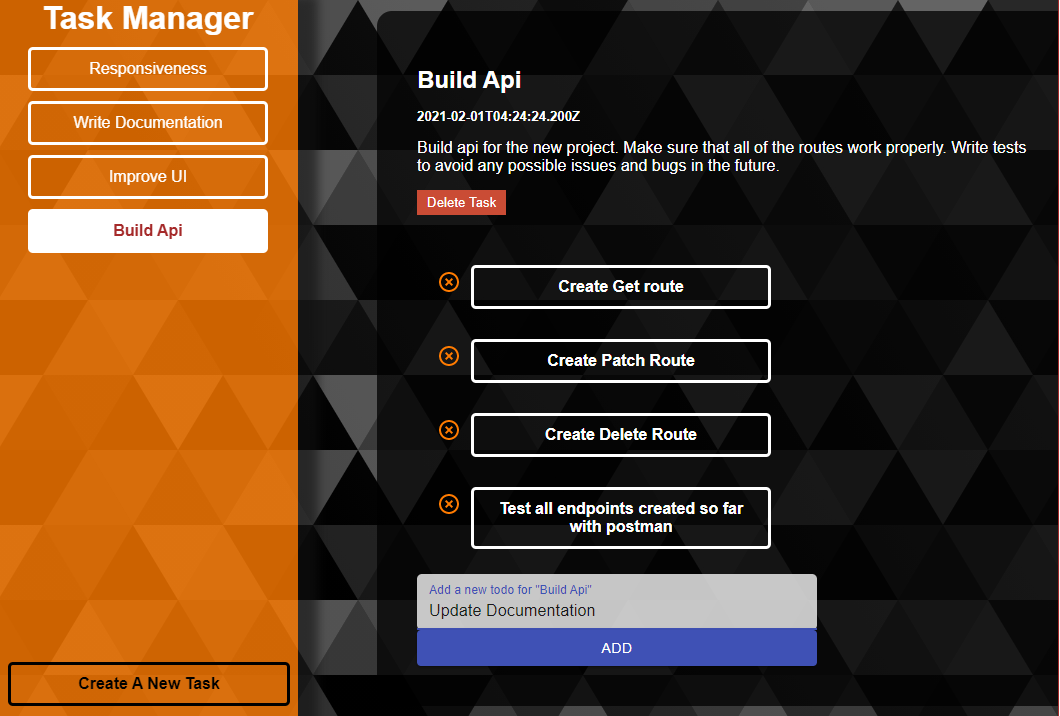 Task Manager
Responsiveness
Write Documentation
Improve UI
Build Api
Create A New Task
Build Api
2021-02-01T04:24:24.200Z
Build api for the new project. Make sure that all of the routes work properly. Write tests
to avoid any possible issues and bugs in the future.
Delete Task
Create Get route
Create Patch Route
Create Delete Route
Test all endpoints created so far
with postman
Add a new todo for "Build Api"
Update Documentation
ADD